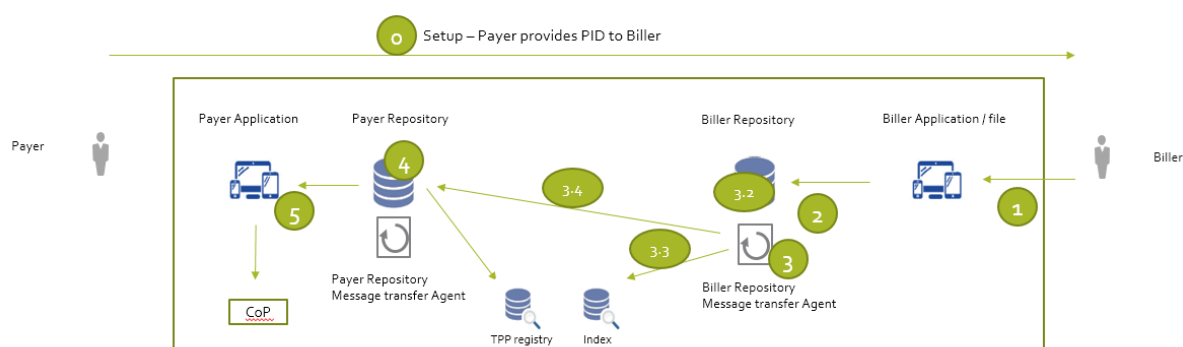 0 Setup – Payer provides PID to Biller
Payer Application
Payer Repository
Biller Repository
Biller Application / file
Payer
Biller
4
3.4
3.2
5
2
1
3.3
3
Payer Repository
Message transfer Agent
Biller Repository
Message transfer Agent
CoP
TPP registry
Index